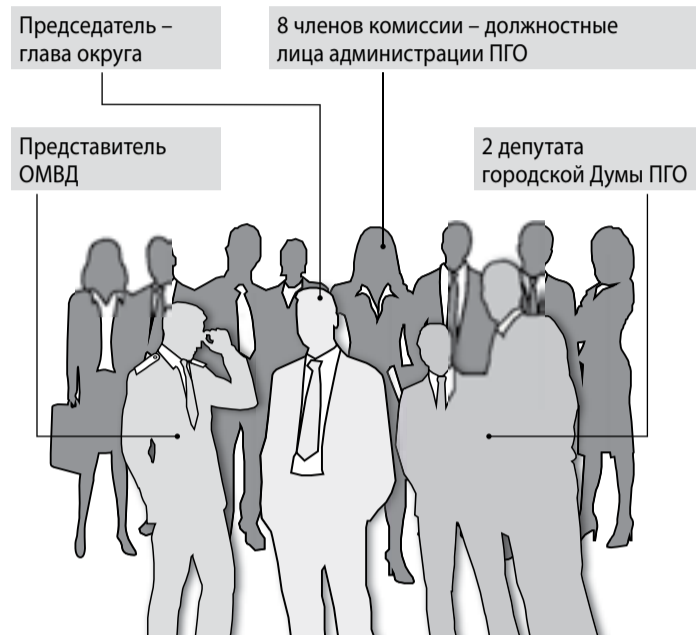 Председатель –
глава округа
8 членов комиссии – должностные
лица администрации ПГО
Представитель
ОМВД
2 депутата
городской Думы ПГО